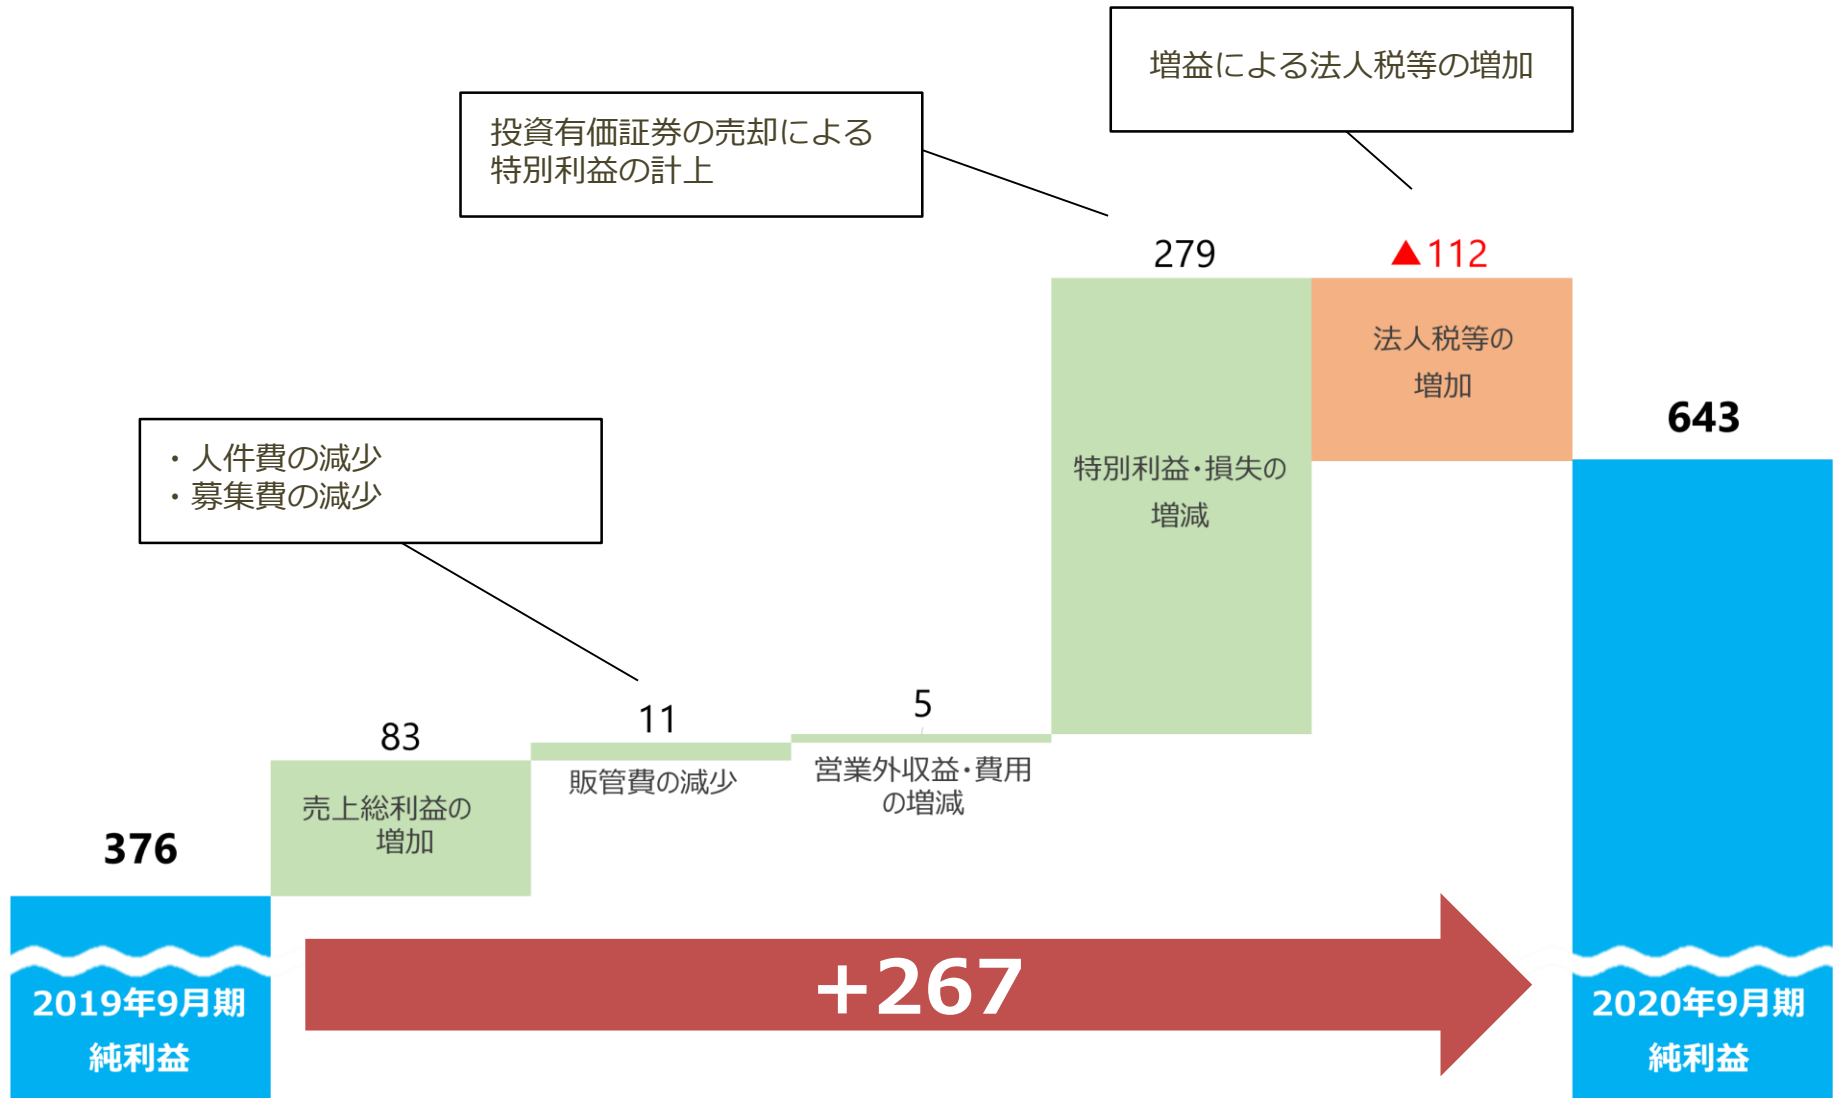 増益による法人税等の増加
投資有価証券の売却による
特別利益の計上
279
▲112
法人税等の
増加
643
特別利益・損失の
増減
・人件費の減少
・募集費の減少
5
11
83
営業外収益・費用
の増減
販管費の減少
売上総利益の
増加
376
+267
2019年9月期
純利益
2020年9月期
純利益